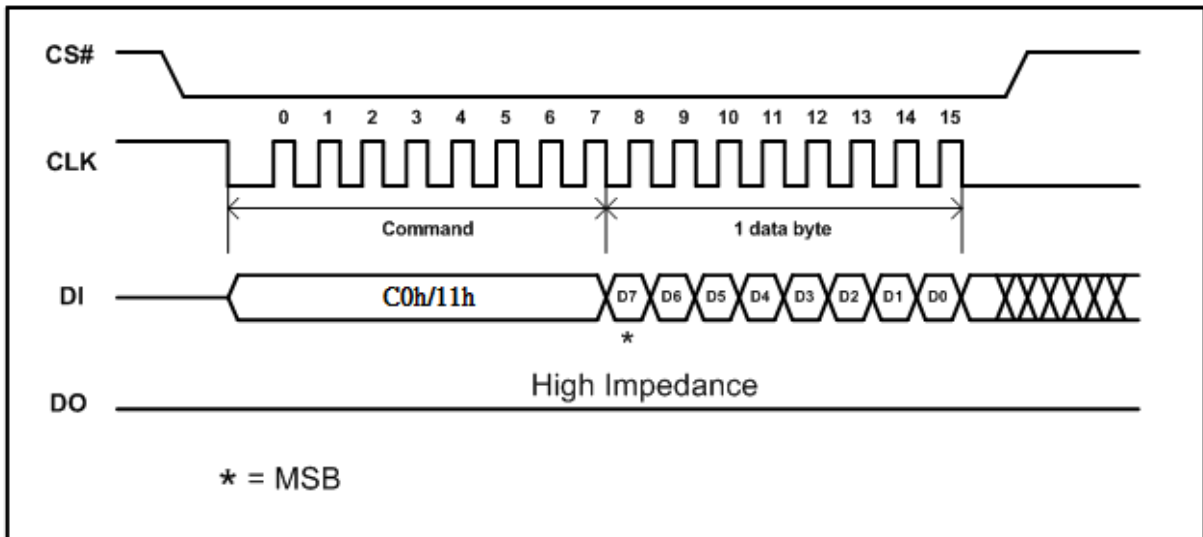 CS#
0 1 2 3 4 5 6 7 8 9 10 11 12 13 14 15
CLK
Command 1 data byte
DI C0h/11h D7 D6 D5 D4 D3 D2 D1 D0
*
High Impedance
DO
* = MSB